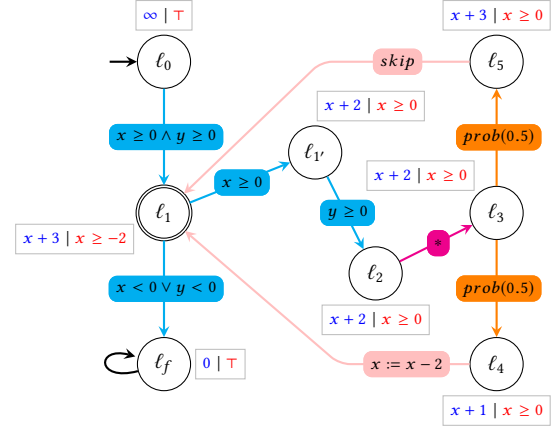 ∞ | ⊤
x + 3 | x ≥ 0
ℓ0
skip
ℓ5
x + 2 | x ≥ 0
x ≥ 0 ∧ y ≥ 0
prob(0.5)
ℓ1′
x + 2 | x ≥ 0
x ≥ 0
ℓ1
y ≥ 0
ℓ3
x + 3 | x ≥ −2
*
ℓ2
x < 0 ∨ y < 0
prob(0.5)
x + 2 | x ≥ 0
ℓf
0 | ⊤
x := x − 2
ℓ4
x + 1 | x ≥ 0